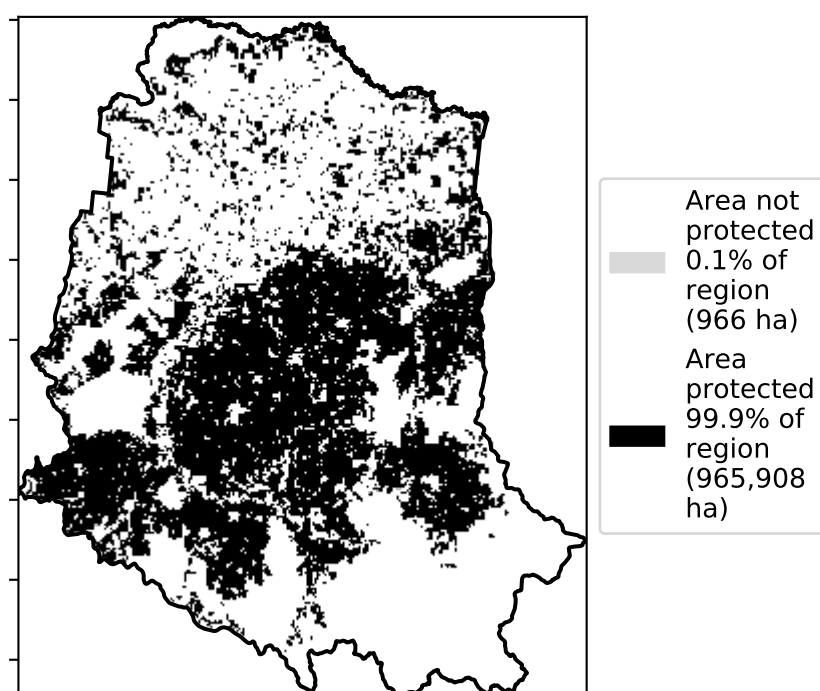 Area not
protected
0.1% of
region
(966 ha)
Area
protected
99.9% of
region
(965,908
ha)